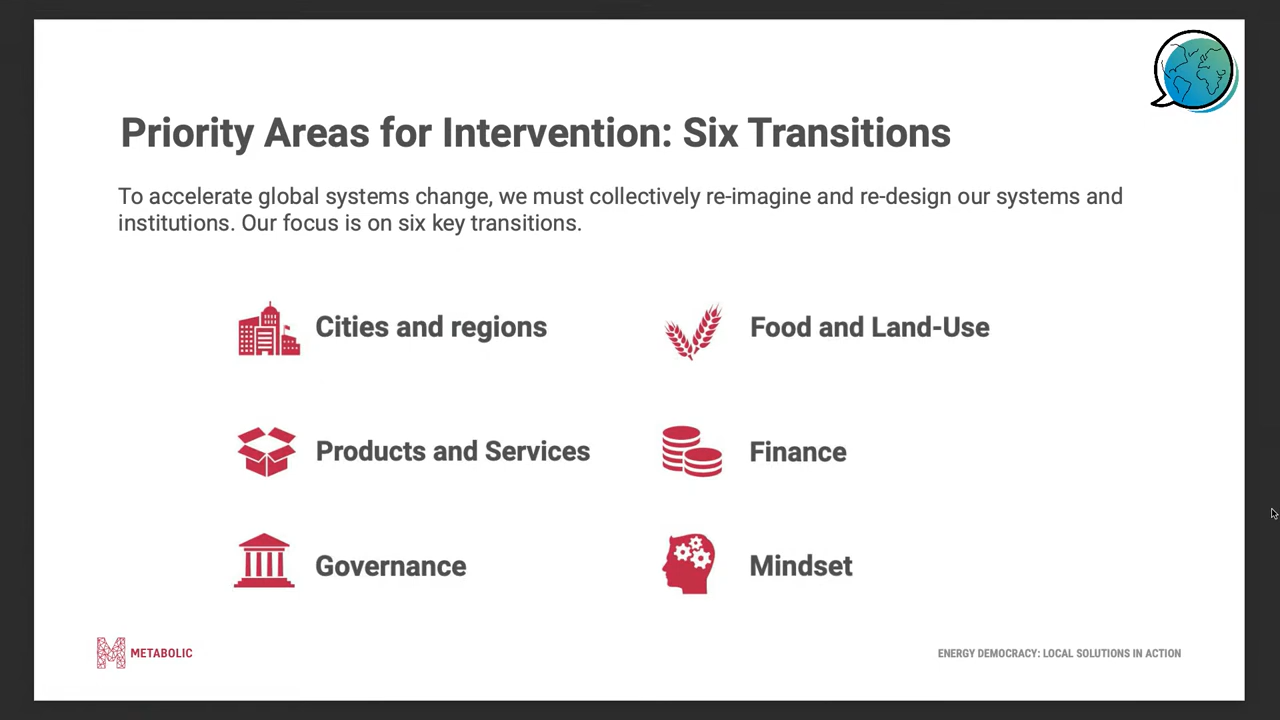 Priority Areas for Intervention: Six Transitions
To accelerate global systems change, we must collectively re-imagine and re-design our systems and
institutions. Our focus is on six key transitions.
Cities and regions
Food and Land-Use
Products and Services
Finance
Governance
Mindset
METABOLIC
ENERGY DEMOCRACY: LOCAL SOLUTIONS IN ACTION